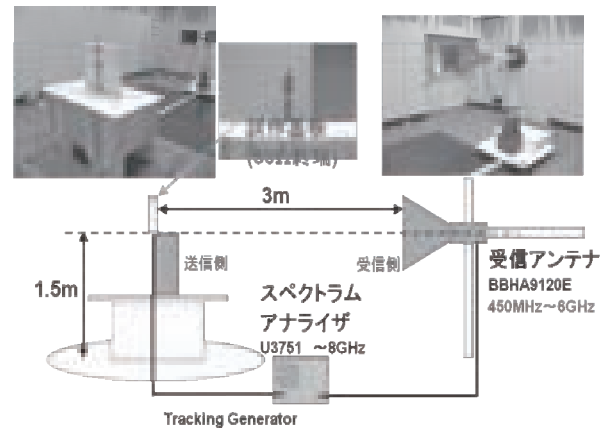 3m
送信側
受信側
1.5m
受信アンテナ
BBHA9120E
450MHz～6GHz
スペクトラム
アナライザ
U3751 ～8GHz
Tracking Generator